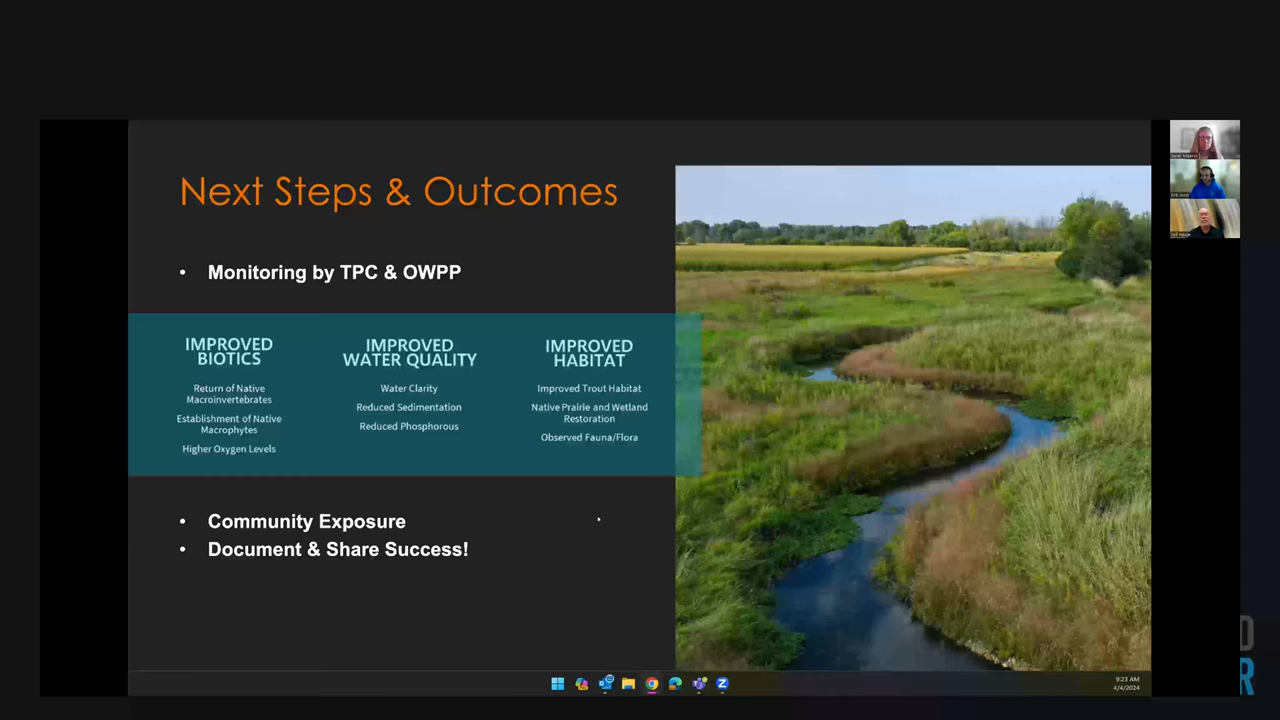 Next Steps & Outcomes
• Monitoring by TPC & OWPP
IMPROVED
BIOTICS
Return of Native
Macroinvertebrates
Establishment of Native
Macrophytes
Higher Oxygen Levels
IMPROVED
WATER QUALITY
Water Clarity
Reduced Sedimentation
Reduced Phosphorous
IMPROVED
HABITAT
Improved Trout Habitat
Native Prairie and Wetland
Restoration
Observed Fauna/Flora
• Community Exposure
• Document & Share Success!
9:23 AM
4/4/2024